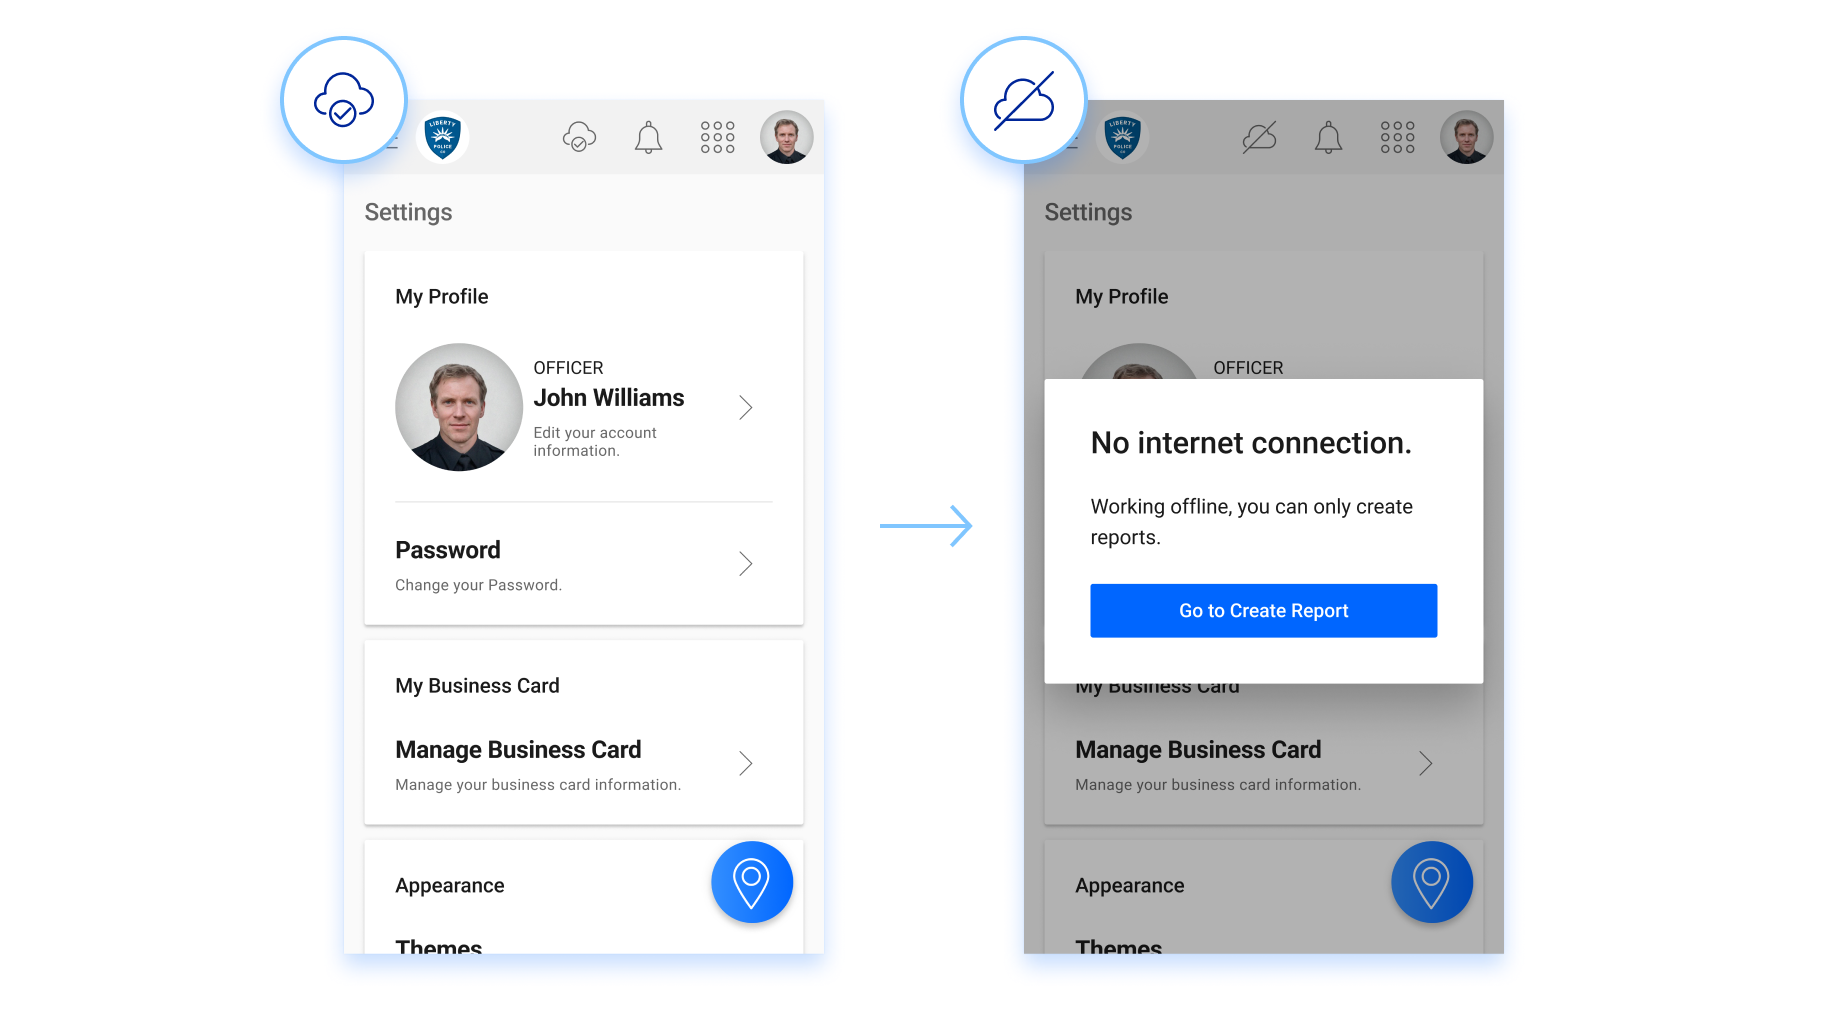 LIBERTY
POLICE
CO
Settings
My Profile
OFFICER
John Williams
Edit your account
information.
Password
Change your Password.
My Business Card
Manage Business Card
Manage your business card information.
Appearance
Themes
LIBERTY
POLICE
CO
Settings
My Profile
OFFICER
No internet connection.
Working offline, you can only create
reports.
Go to Create Report
My Business Card
Manage Business Card
Manage your business card information.
Appearance
Themes